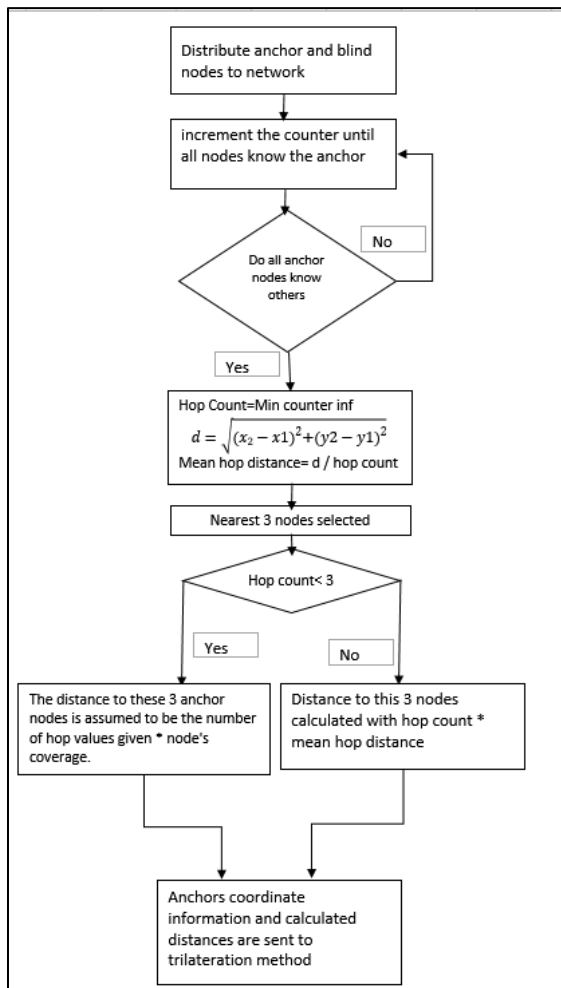 Distribute anchor and blind
nodes to network
increment the counter until
all nodes know the anchor
No
Do all anchor
nodes know
others
Yes
Hop Count=Min counter inf
d = √(x₂ − x1)²+(y2 − y1)²
Mean hop distance= d / hop count
Nearest 3 nodes selected
Hop count< 3
Yes
No
The distance to these 3 anchor
nodes is assumed to be the number
of hop values given * node's
coverage.
Distance to this 3 nodes
calculated with hop count *
mean hop distance
Anchors coordinate
information and calculated
distances are sent to
trilateration method